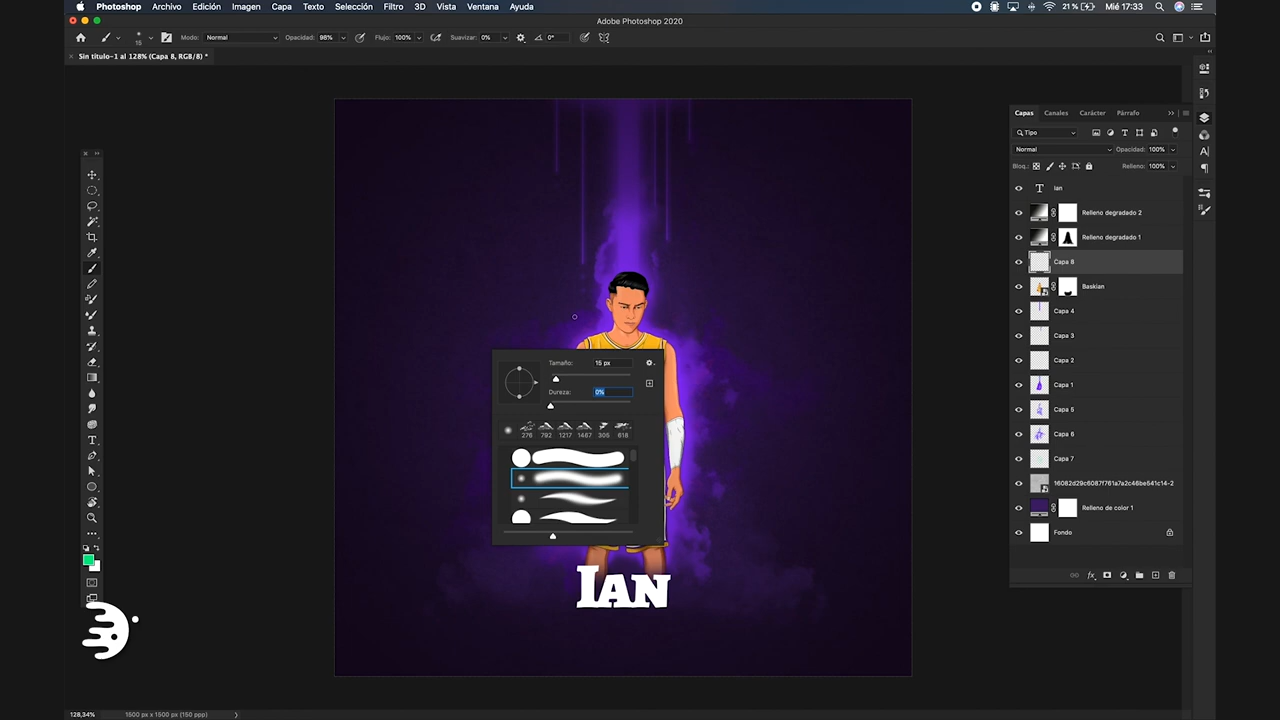 Photoshop Archivo Edición Imagen Capa Texto Selección Filtro 3D Vista Ventana Ayuda 21 % Mié 17:33
Adobe Photoshop 2020
15 Modo: Normal Opacidad: 98% Flujo: 100% Suavizar: 0% 0°
Sin título-1 al 128% (Capa 8, RGB/8) *
Capas Canales Carácter Párrafo
Tipo
Normal Opacidad: 100%
Bloq.: Relleno: 100%
Ian
Relleno degradado 2
Relleno degradado 1
Capa 8
Baskian
Capa 4
Capa 3
Capa 2
Capa 1
Capa 5
Capa 6
Capa 7
16082d29c6087f761a7a2c46be541c14-2
Relleno de color 1
Fondo
Tamaño: 15 px
Dureza: 0%
276 792 1217 1467 305 618
Ian
128,34% 1500 px x 1500 px (150 ppp)